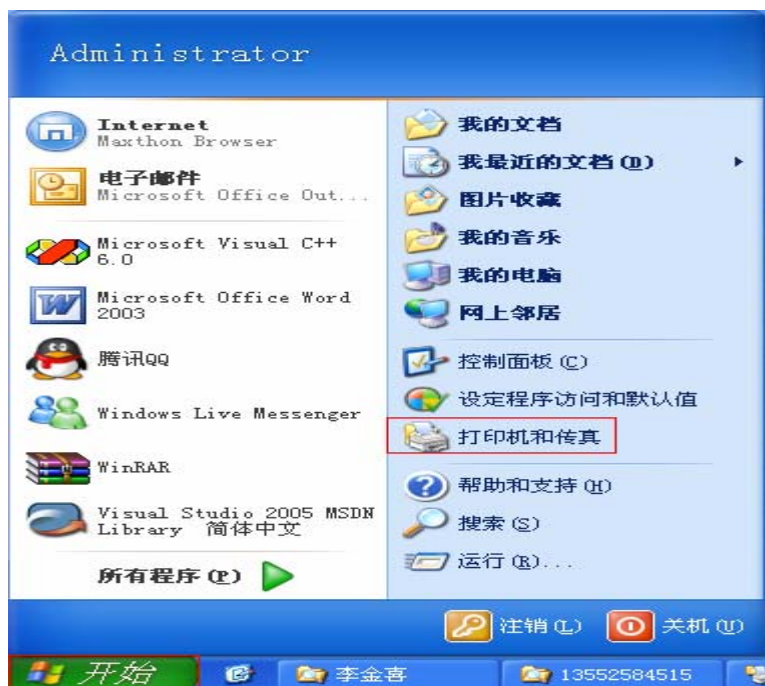 Administrator
Internet
Maxthon Browser
电子邮件
Microsoft Office Out...
Microsoft Visual C++
6.0
Microsoft Office Word
2003
腾讯QQ
Windows Live Messenger
WinRAR
Visual Studio 2005 MSDN
Library 简体中文
所有程序(P)
我的文档
我最近的文档(D)
图片收藏
我的音乐
我的电脑
网上邻居
控制面板(C)
设定程序访问和默认值
打印机和传真
帮助和支持(H)
搜索(S)
运行(R)...
注销(L)
关机(U)
开始
李金喜
13552584515